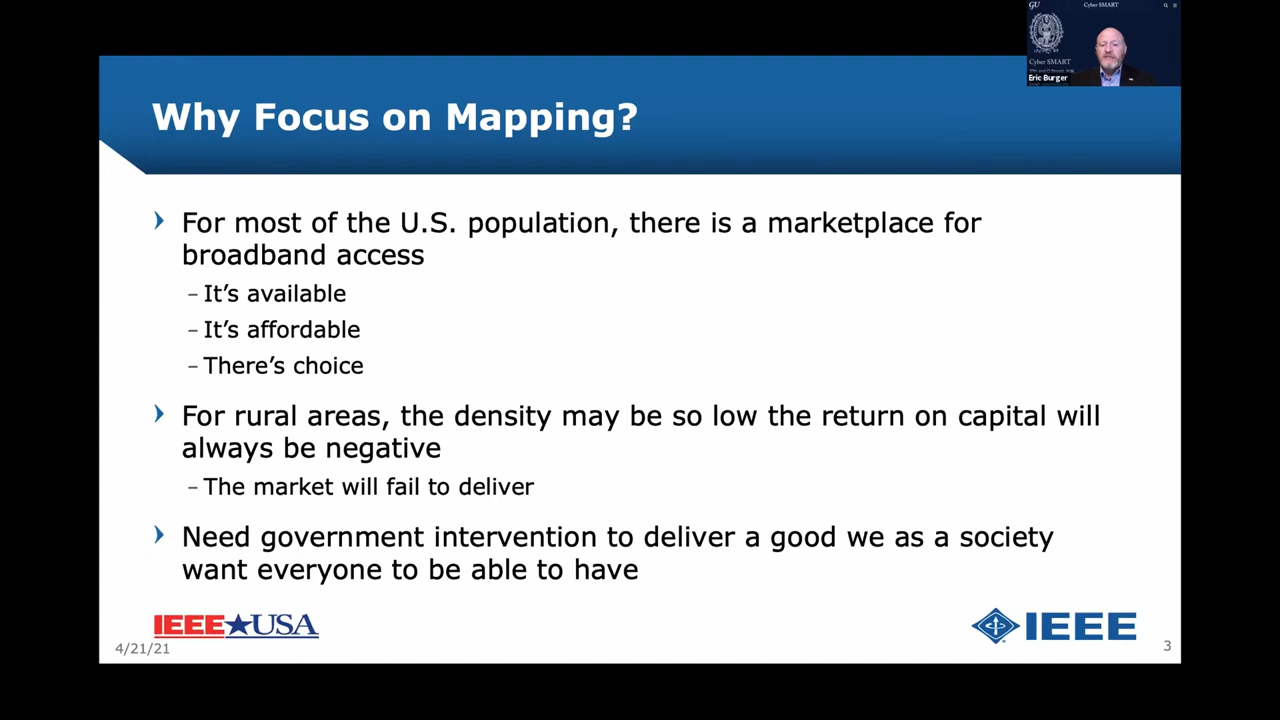 GU
Cyber SMART
Cyber SMART
Eric Burger
Why Focus on Mapping?
For most of the U.S. population, there is a marketplace for
broadband access
– It’s available
– It’s affordable
– There’s choice
For rural areas, the density may be so low the return on capital will
always be negative
– The market will fail to deliver
Need government intervention to deliver a good we as a society
want everyone to be able to have
IEEE★USA
IEEE
4/21/21
3